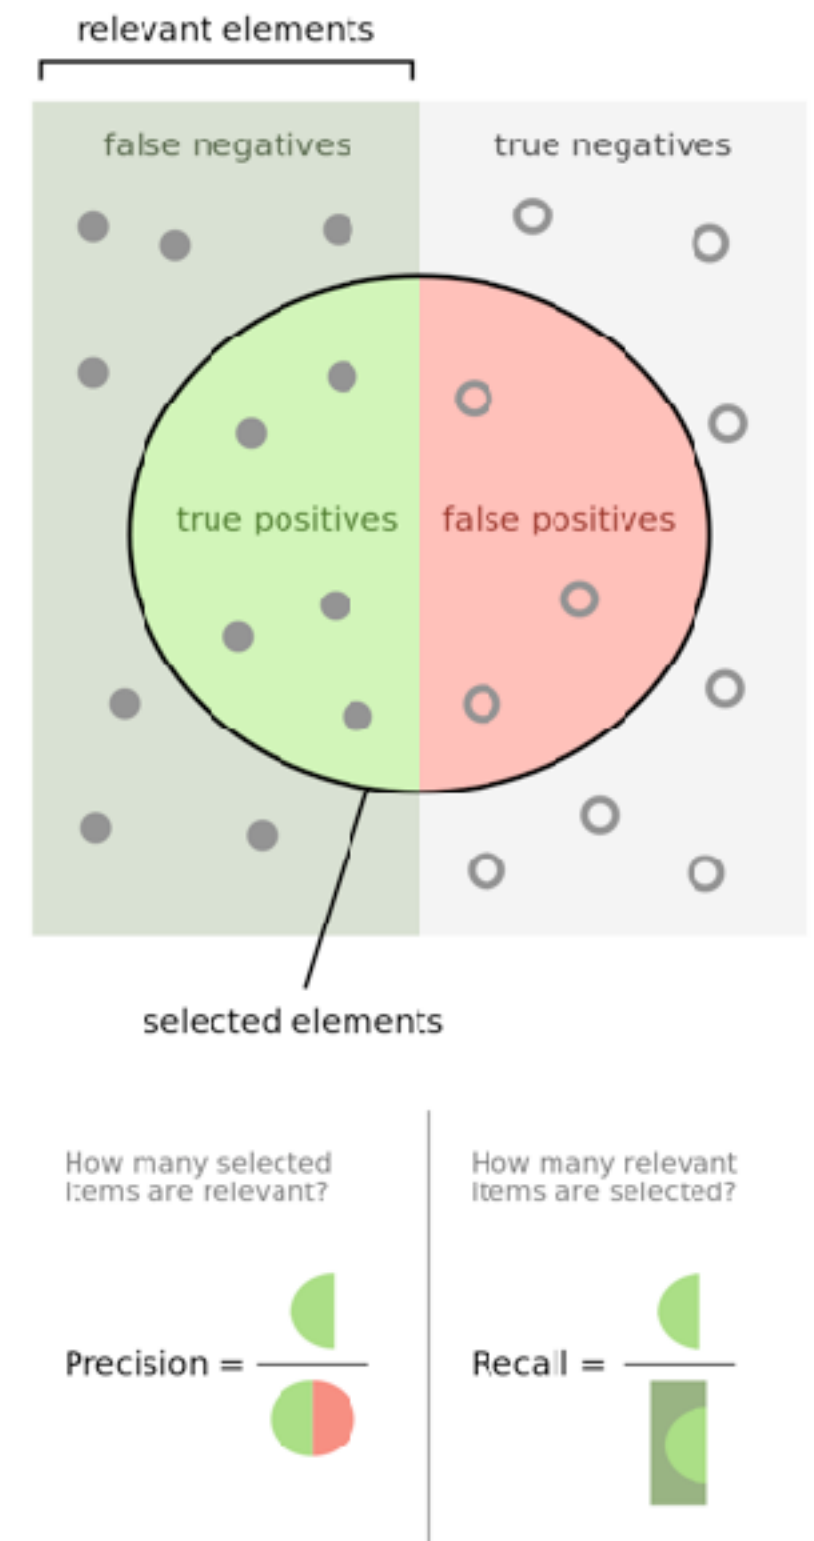 relevant elements
false negatives
true negatives
true positives
false positives
selected elements
How many selected
items are relevant?
How many relevant
items are selected?
Precision =
Recall =